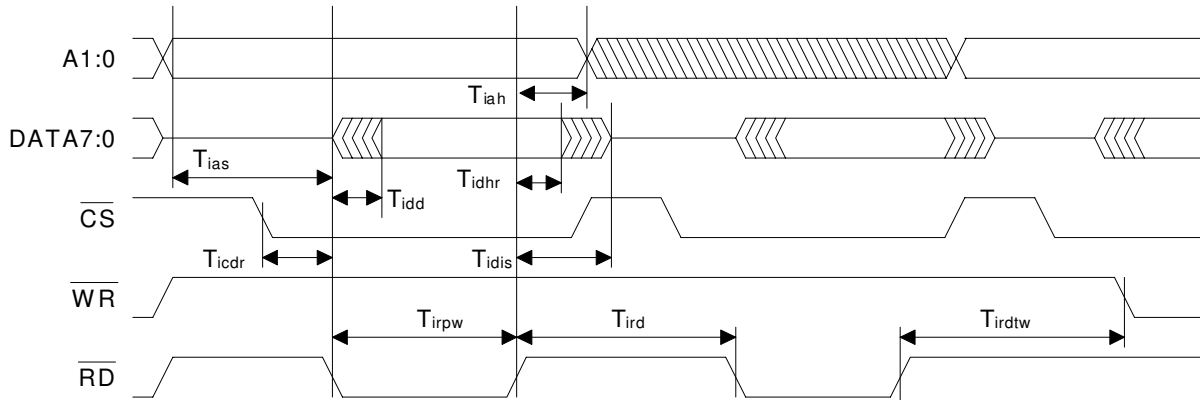 A1:0
Tiah
DATA7:0
Tias
Tidd
Tidhr
CS
Ticdr
Tidis
WR
Tirpw
Tird
Tirdtw
RD